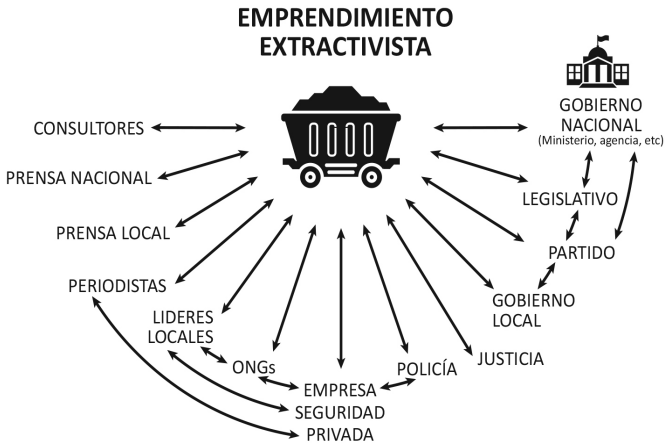 EMPRENDIMIENTO
EXTRACTIVISTA
CONSULTORES
PRENSA NACIONAL
PRENSA LOCAL
PERIODISTAS
LIDERES
LOCALES
ONGs
EMPRESA
SEGURIDAD
PRIVADA
POLICÍA
JUSTICIA
GOBIERNO
LOCAL
PARTIDO
LEGISLATIVO
GOBIERNO
NACIONAL
(Ministerio, agencia, etc)